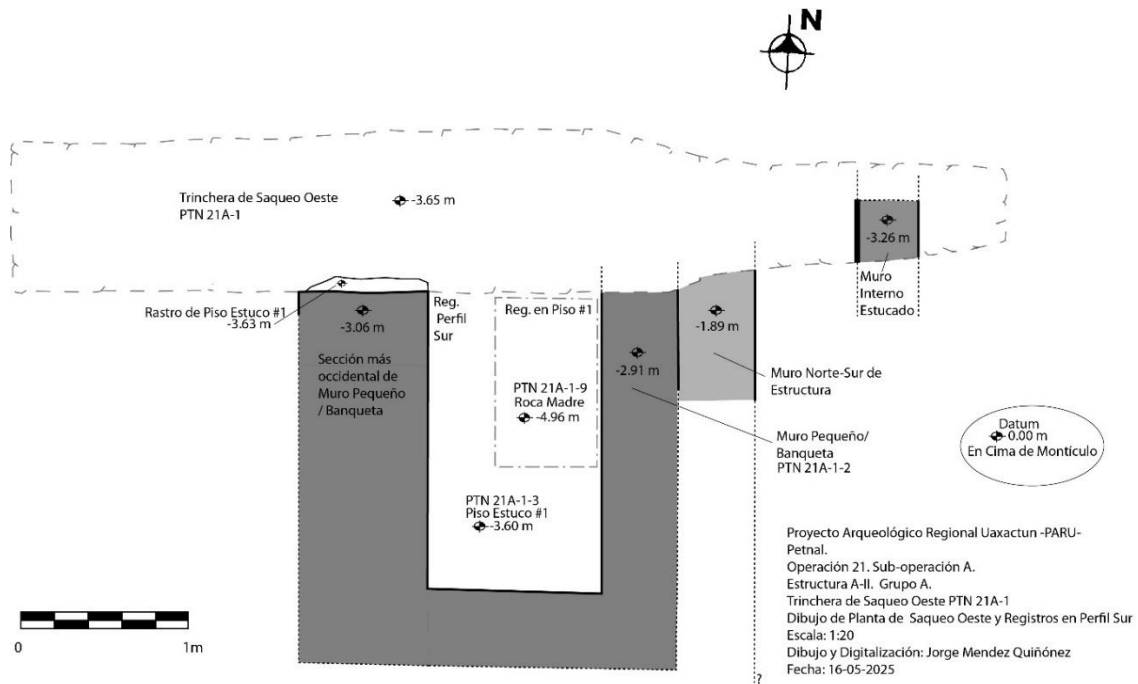 N
Trinchera de Saqueo Oeste
PTN 21A-1
-3.65 m
-3.26 m
Muro
Interno
Estucado
Rastro de Piso Estuco #1
-3.63 m
-3.06 m
Reg.
Perfil
Sur
Reg. en Piso #1
-1.89 m
Sección más
occidental de
Muro Pequeño
/ Banqueta
-2.91 m
PTN 21A-1-9
Roca Madre
-4.96 m
Muro Norte-Sur de
Estructura
Muro Pequeño/
Banqueta
PTN 21A-1-2
Datum
0.00 m
En Cima de Montículo
PTN 21A-1-3
Piso Estuco #1
-3.60 m
Proyecto Arqueológico Regional Uaxactun -PARU-
Petnal.
Operación 21. Sub-operación A.
Estructura A-II. Grupo A.
Trinchera de Saqueo Oeste PTN 21A-1
Dibujo de Planta de Saqueo Oeste y Registros en Perfil Sur
Escala: 1:20
Dibujo y Digitalización: Jorge Mendez Quiñónez
Fecha: 16-05-2025
0 1m
?